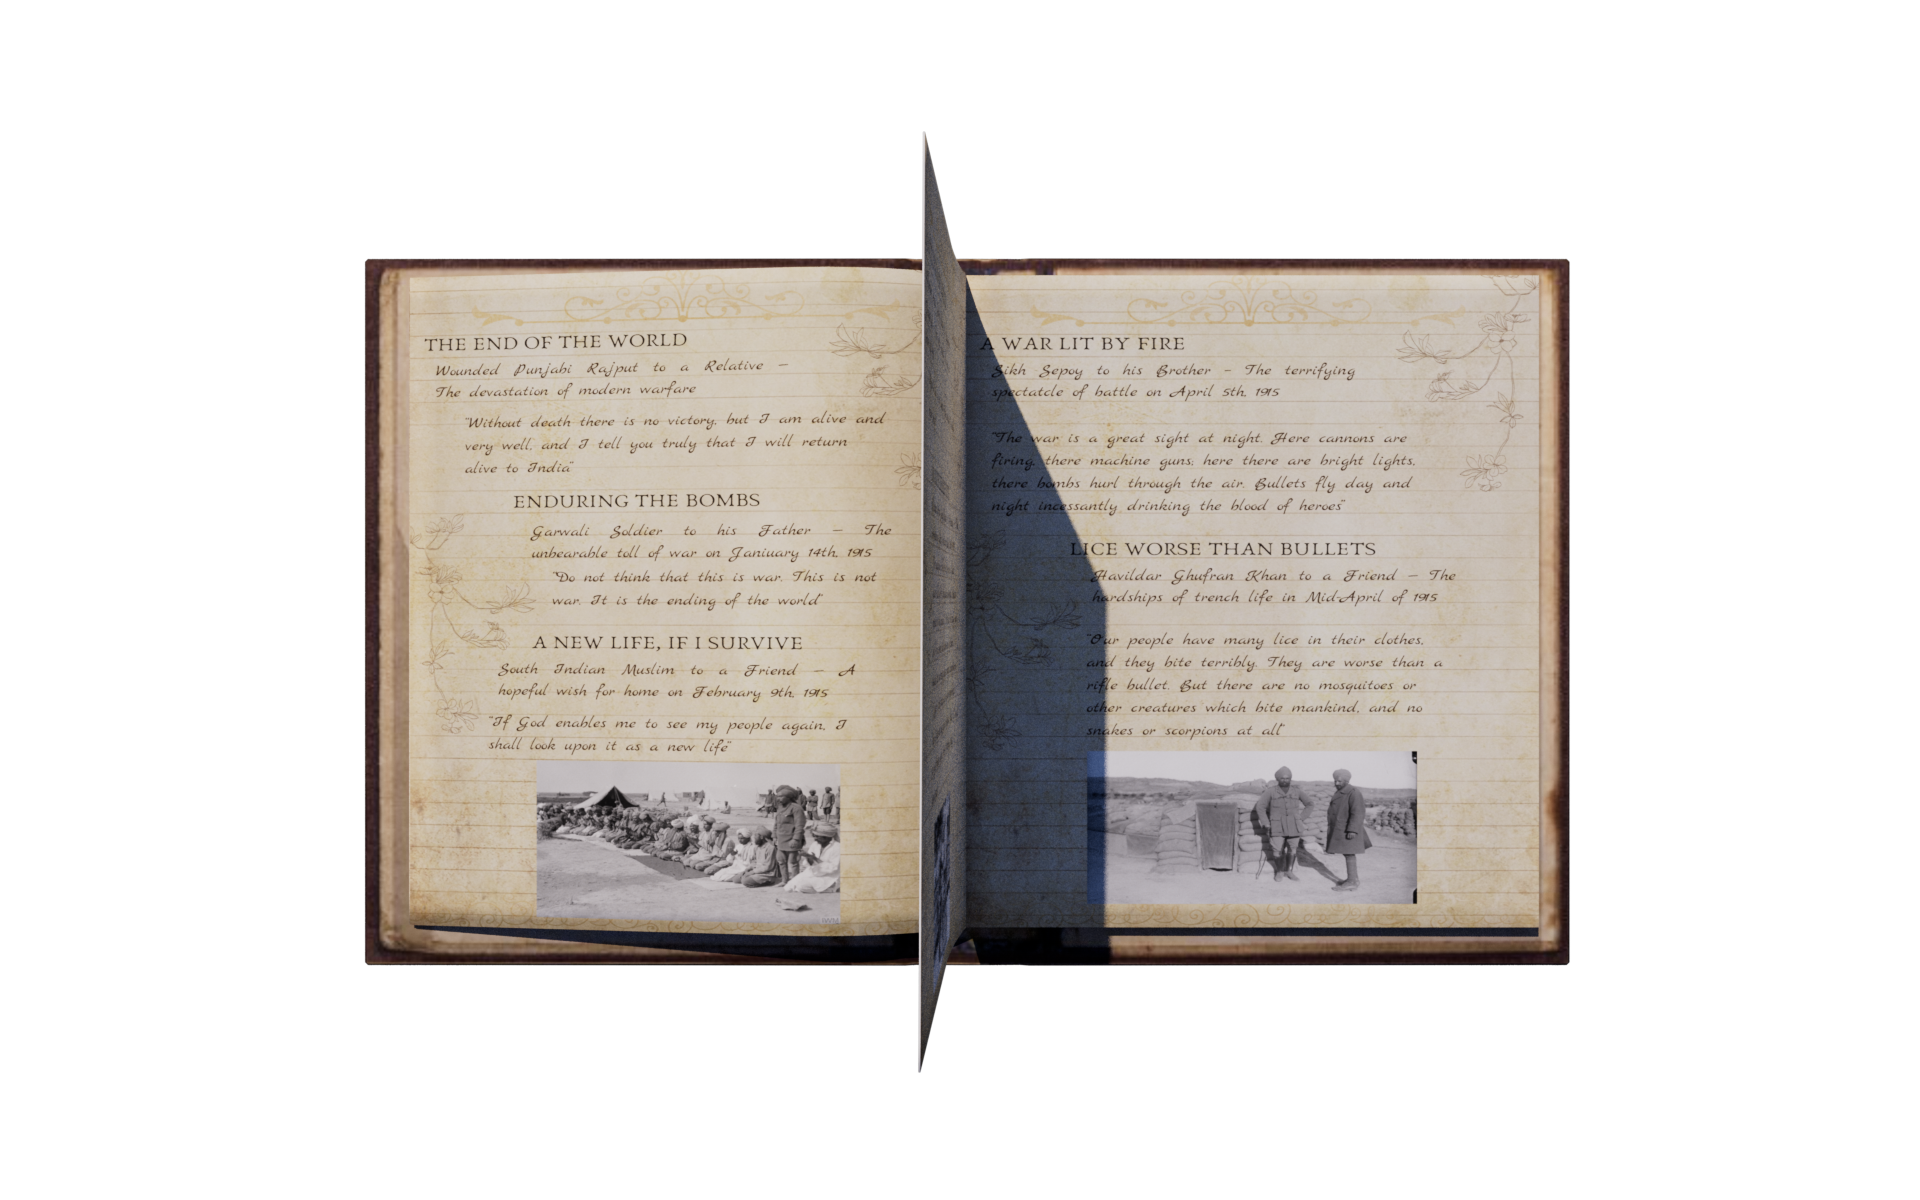 THE END OF THE WORLD
Wounded Punjabi Rajput to a Relative –
The devastation of modern warfare
"Without death there is no victory, but I am alive and
very well, and I tell you truly that I will return
alive to India"
ENDURING THE BOMBS
Garwali Soldier to his Father – The
unbearable toll of war on Janiuary 14th, 1915
"Do not think that this is war. This is not
war. It is the ending of the world"
A NEW LIFE, IF I SURVIVE
South Indian Muslim to a Friend – A
hopeful wish for home on February 9th, 1915
"If God enables me to see my people again, I
shall look upon it as a new life"
A WAR LIT BY FIRE
Sikh Sepoy to his Brother – The terrifying
spectatcle of battle on April 5th, 1915
"The war is a great sight at night. Here cannons are
firing, there machine guns; here there are bright lights,
there bombs hurl through the air. Bullets fly day and
night incessantly drinking the blood of heroes"
LICE WORSE THAN BULLETS
Havildar Ghufran Khan to a Friend – The
hardships of trench life in Mid-April of 1915
"Our people have many lice in their clothes,
and they bite terribly. They are worse than a
rifle bullet. But there are no mosquitoes or
other creatures which bite mankind, and no
snakes or scorpions at all"